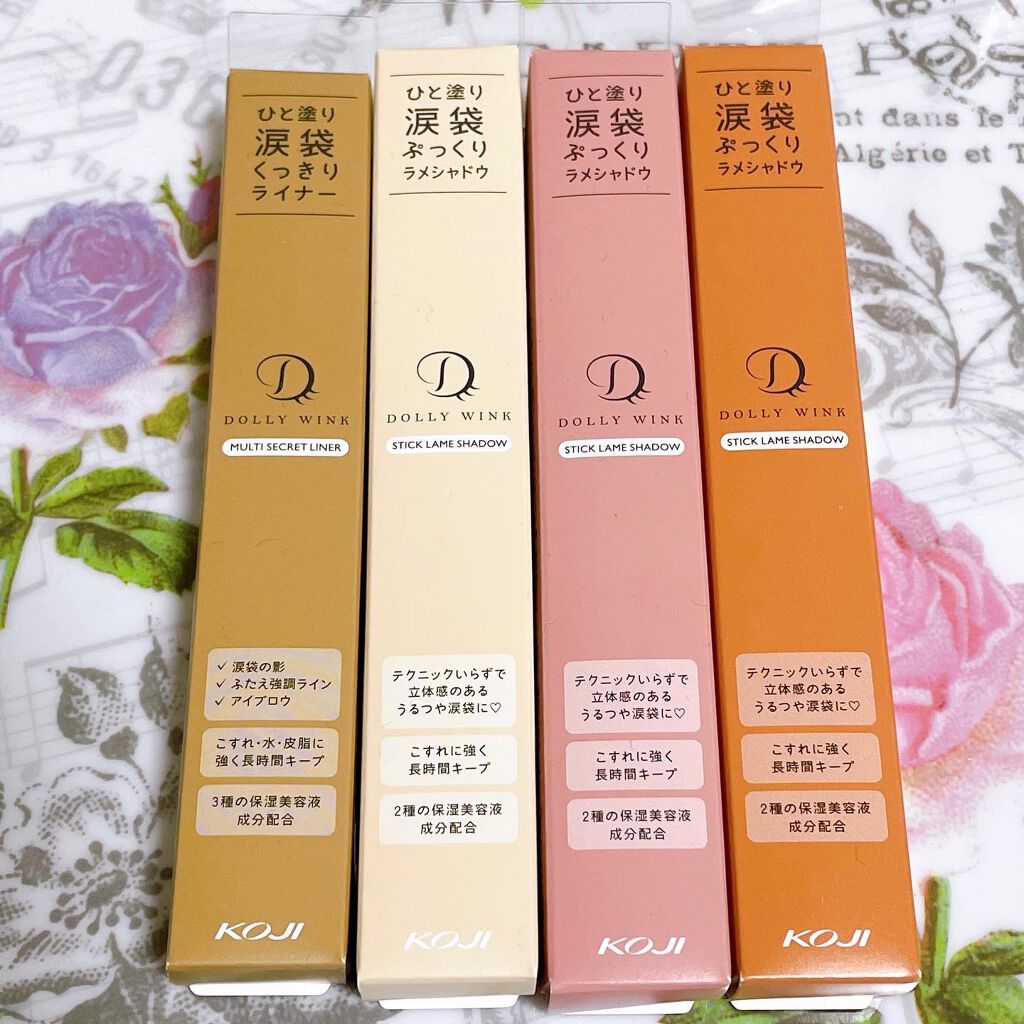 ひと塗り
涙袋
くっきり
ライナー
DOLLY WINK
MULTI SECRET LINER
✓ 涙袋の影
✓ ふたえ強調ライン
✓ アイブロウ
こすれ・水・皮脂に
強く長時間キープ
3種の保湿美容液
成分配合
KOJI
ひと塗り
涙袋
ぷっくり
ラメシャドウ
DOLLY WINK
STICK LAME SHADOW
テクニックいらずで
立体感のある
うるつや涙袋に♡
こすれに強く
長時間キープ
2種の保湿美容液
成分配合
KOJI
ひと塗り
涙袋
ぷっくり
ラメシャドウ
DOLLY WINK
STICK LAME SHADOW
テクニックいらずで
立体感のある
うるつや涙袋に♡
こすれに強く
長時間キープ
2種の保湿美容液
成分配合
KOJI
ひと塗り
涙袋
ぷっくり
ラメシャドウ
DOLLY WINK
STICK LAME SHADOW
テクニックいらずで
立体感のある
うるつや涙袋に♡
こすれに強く
長時間キープ
2種の保湿美容液
成分配合
KOJI
dans le
Algérie et T